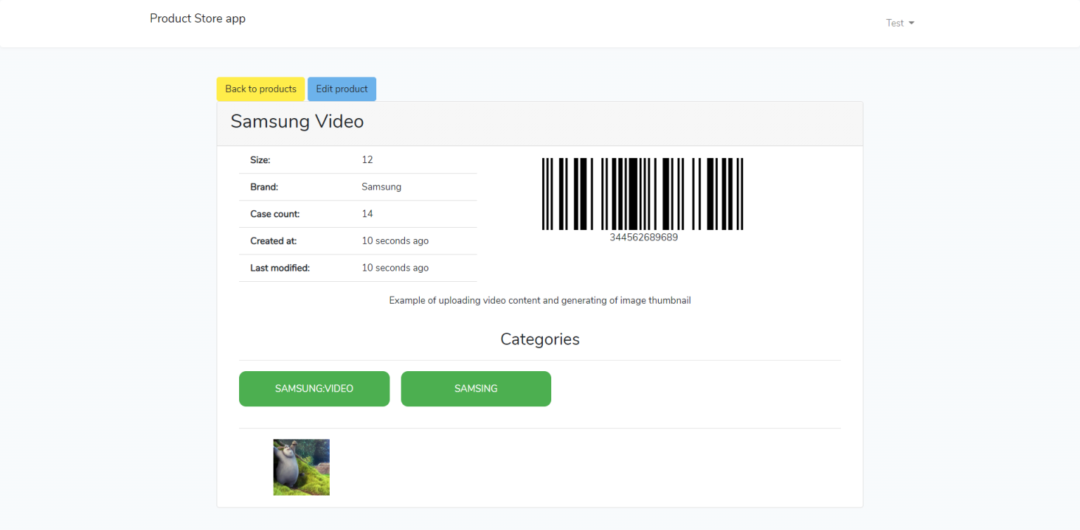 Product Store app
Test
Back to products Edit product
Samsung Video
Size: 12
Brand: Samsung
Case count: 14
Created at: 10 seconds ago
Last modified: 10 seconds ago
344562689689
Example of uploading video content and generating of image thumbnail
Categories
SAMSUNG:VIDEO SAMSING